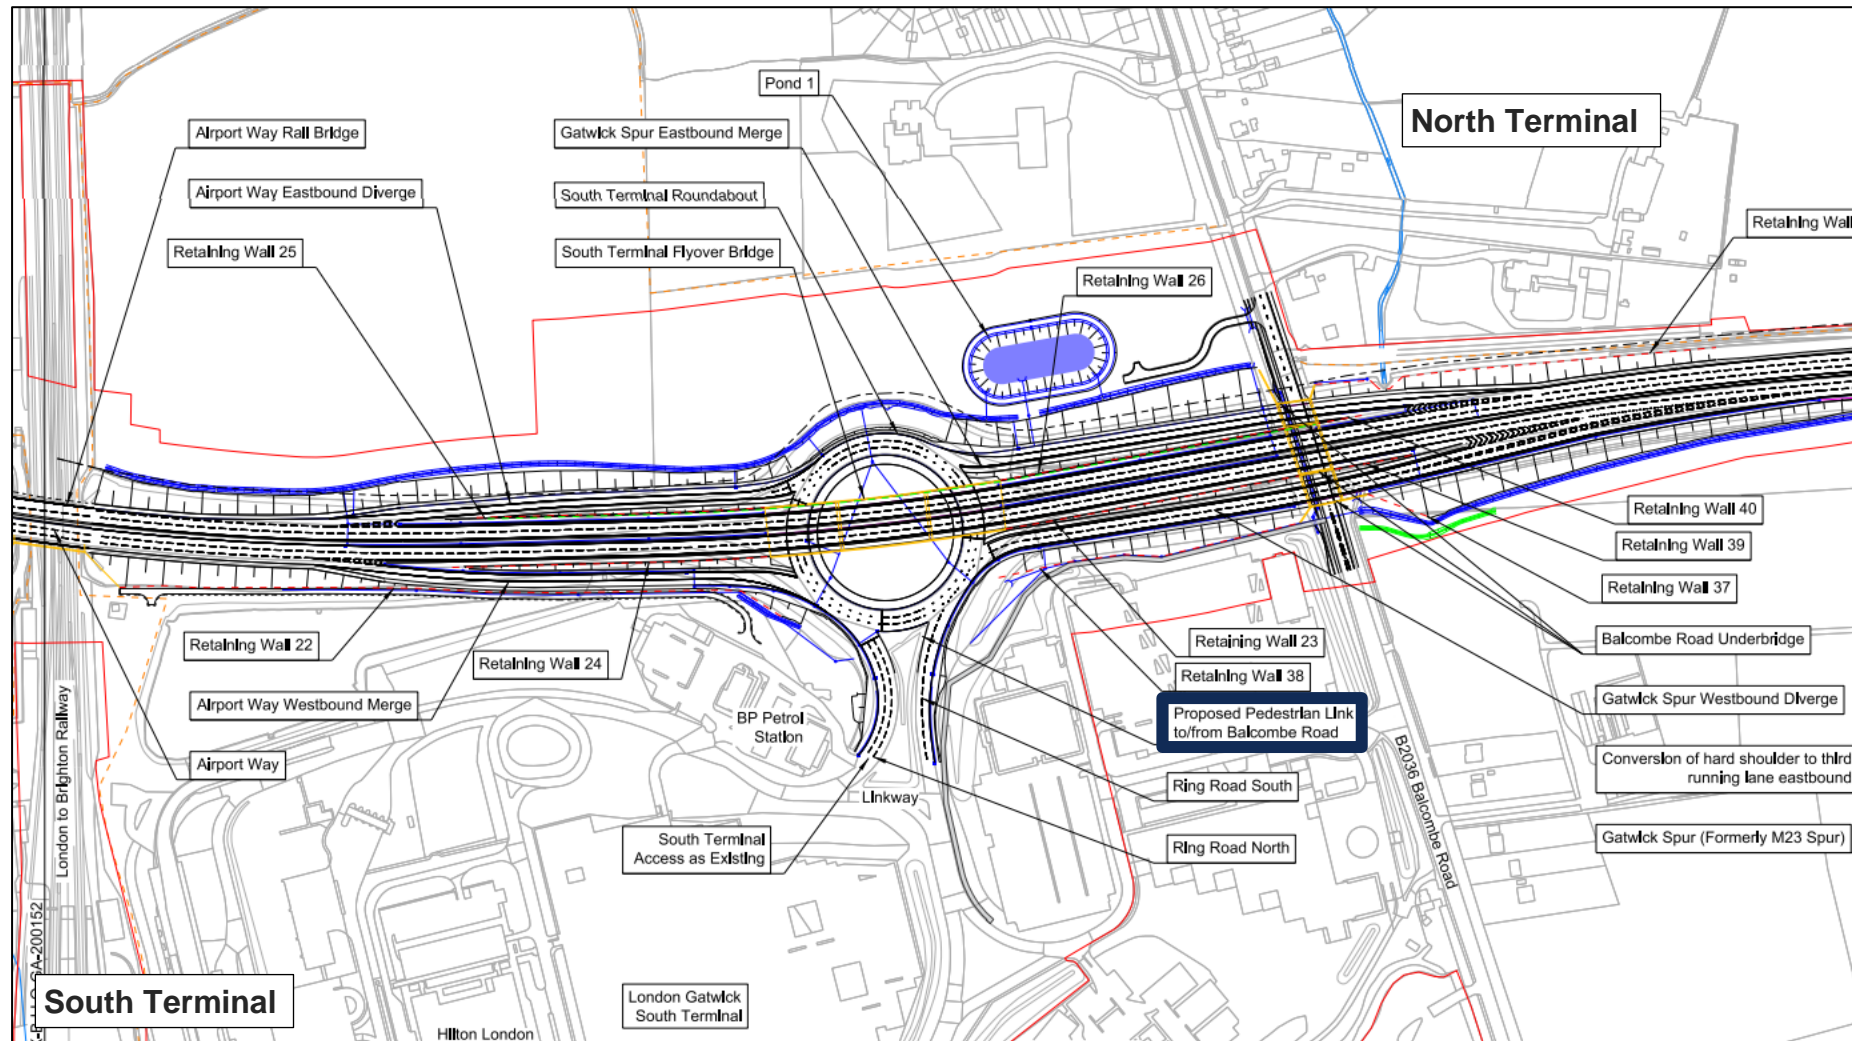 Pond 1
North Terminal
Airport Way Rail Bridge
Gatwick Spur Eastbound Merge
Airport Way Eastbound Diverge
South Terminal Roundabout
Retaining Wall
Retaining Wall 25
South Terminal Flyover Bridge
Retaining Wall 26
Retaining Wall 40
Retaining Wall 39
Retaining Wall 37
Balcombe Road Underbridge
Retaining Wall 22
Retaining Wall 24
Retaining Wall 23
Retaining Wall 38
Gatwick Spur Westbound Diverge
Airport Way Westbound Merge
BP Petrol
Station
Proposed Pedestrian Link
to/from Balcombe Road
Airport Way
Conversion of hard shoulder to third
running lane eastbound
Ring Road South
Linkway
London to Brighton Railway
B2036 Balcombe Road
South Terminal
Access as Existing
Ring Road North
Gatwick Spur (Formerly M23 Spur)
South Terminal
London Gatwick
South Terminal
Hilton London